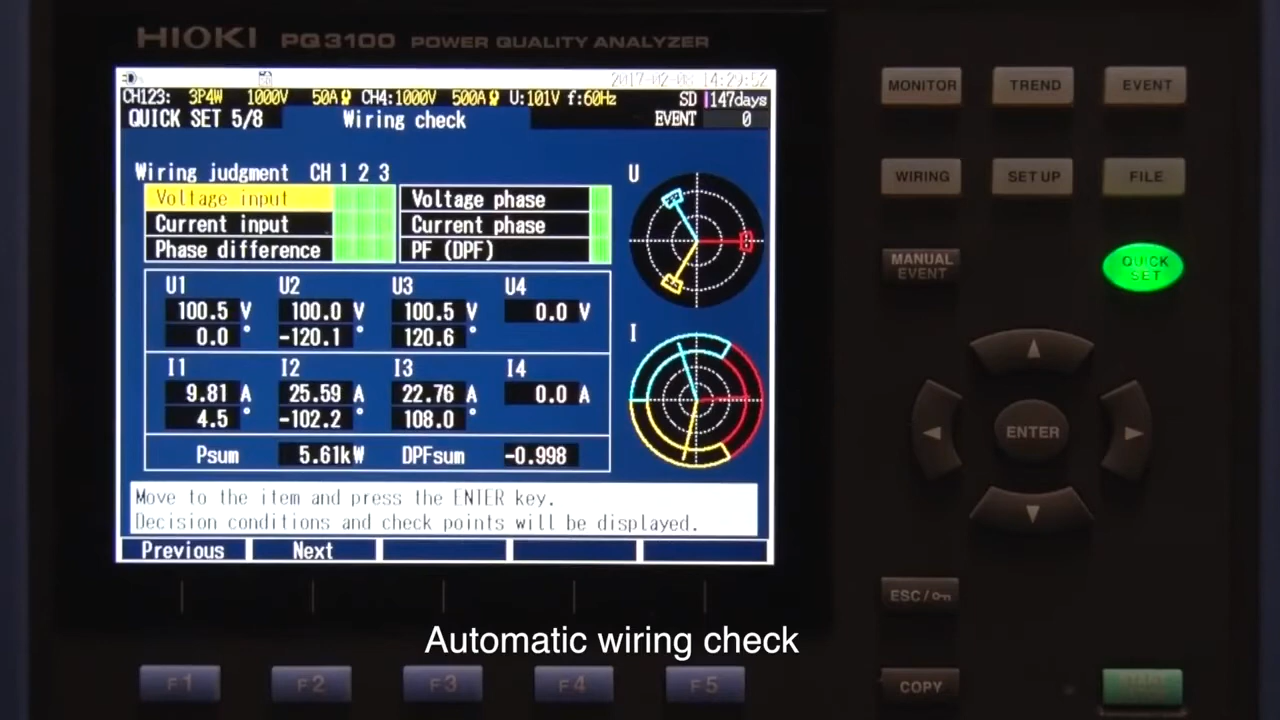 HIOKI PQ3100 POWER QUALITY ANALYZER
2017-02-08 14:29:52
CH123: 3P4W 1000V 50A CH4:1000V 500A U:101V f:60Hz SD 147days
QUICK SET 5/8 Wiring check EVENT 0
Wiring judgment CH 1 2 3
Voltage input Voltage phase
Current input Current phase
Phase difference PF (DPF)
U
U1 U2 U3 U4
100.5 V 100.0 V 100.5 V 0.0 V
0.0 ° -120.1 ° 120.6 °
I
I1 I2 I3 I4
9.81 A 25.59 A 22.76 A 0.0 A
4.5 ° -102.2 ° 108.0 °
Psum 5.61kW DPFsum -0.998
Move to the item and press the ENTER key.
Decision conditions and check points will be displayed.
Previous Next
MONITOR TREND EVENT
WIRING SET UP FILE
MANUAL EVENT
QUICK SET
ENTER
ESC/
COPY
Automatic wiring check
F1 F2 F3 F4 F5